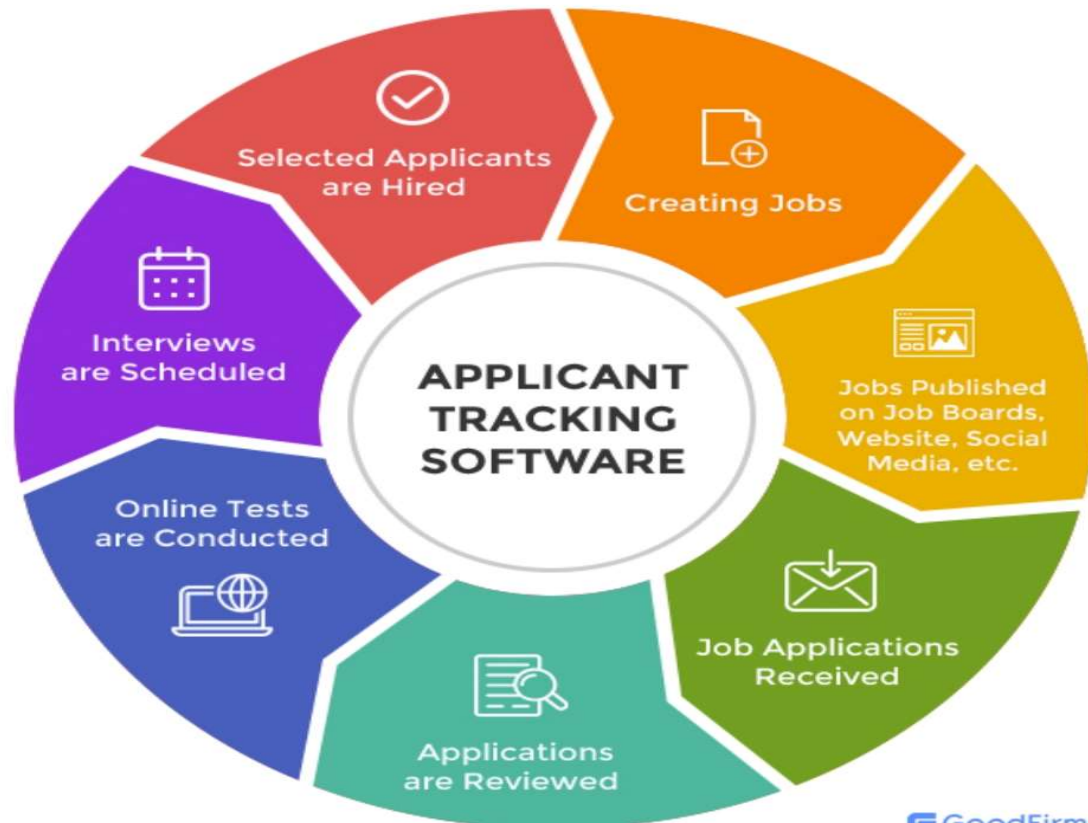 APPLICANT
TRACKING
SOFTWARE
Creating Jobs
Jobs Published
on Job Boards,
Website, Social
Media, etc.
Job Applications
Received
Applications
are Reviewed
Online Tests
are Conducted
Interviews
are Scheduled
Selected Applicants
are Hired
GoodFirm